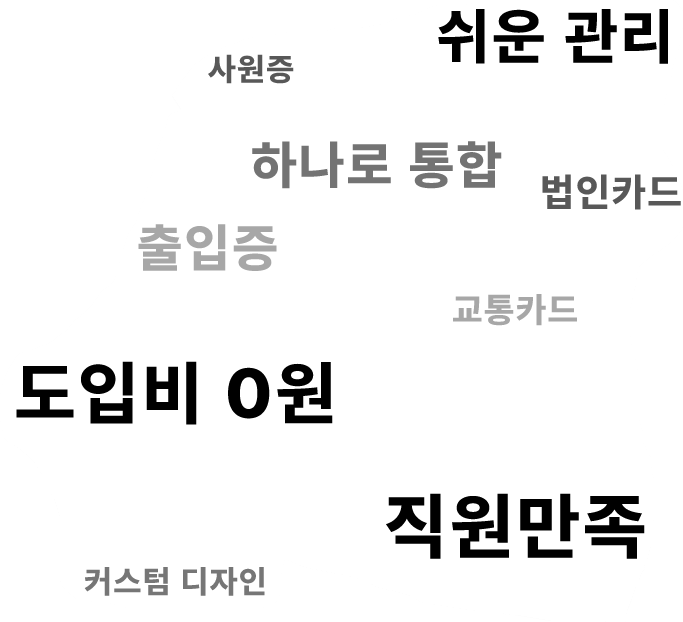 쉬운 관리
사원증
하나로 통합
법인카드
출입증
교통카드
도입비 0원
직원만족
커스텀 디자인